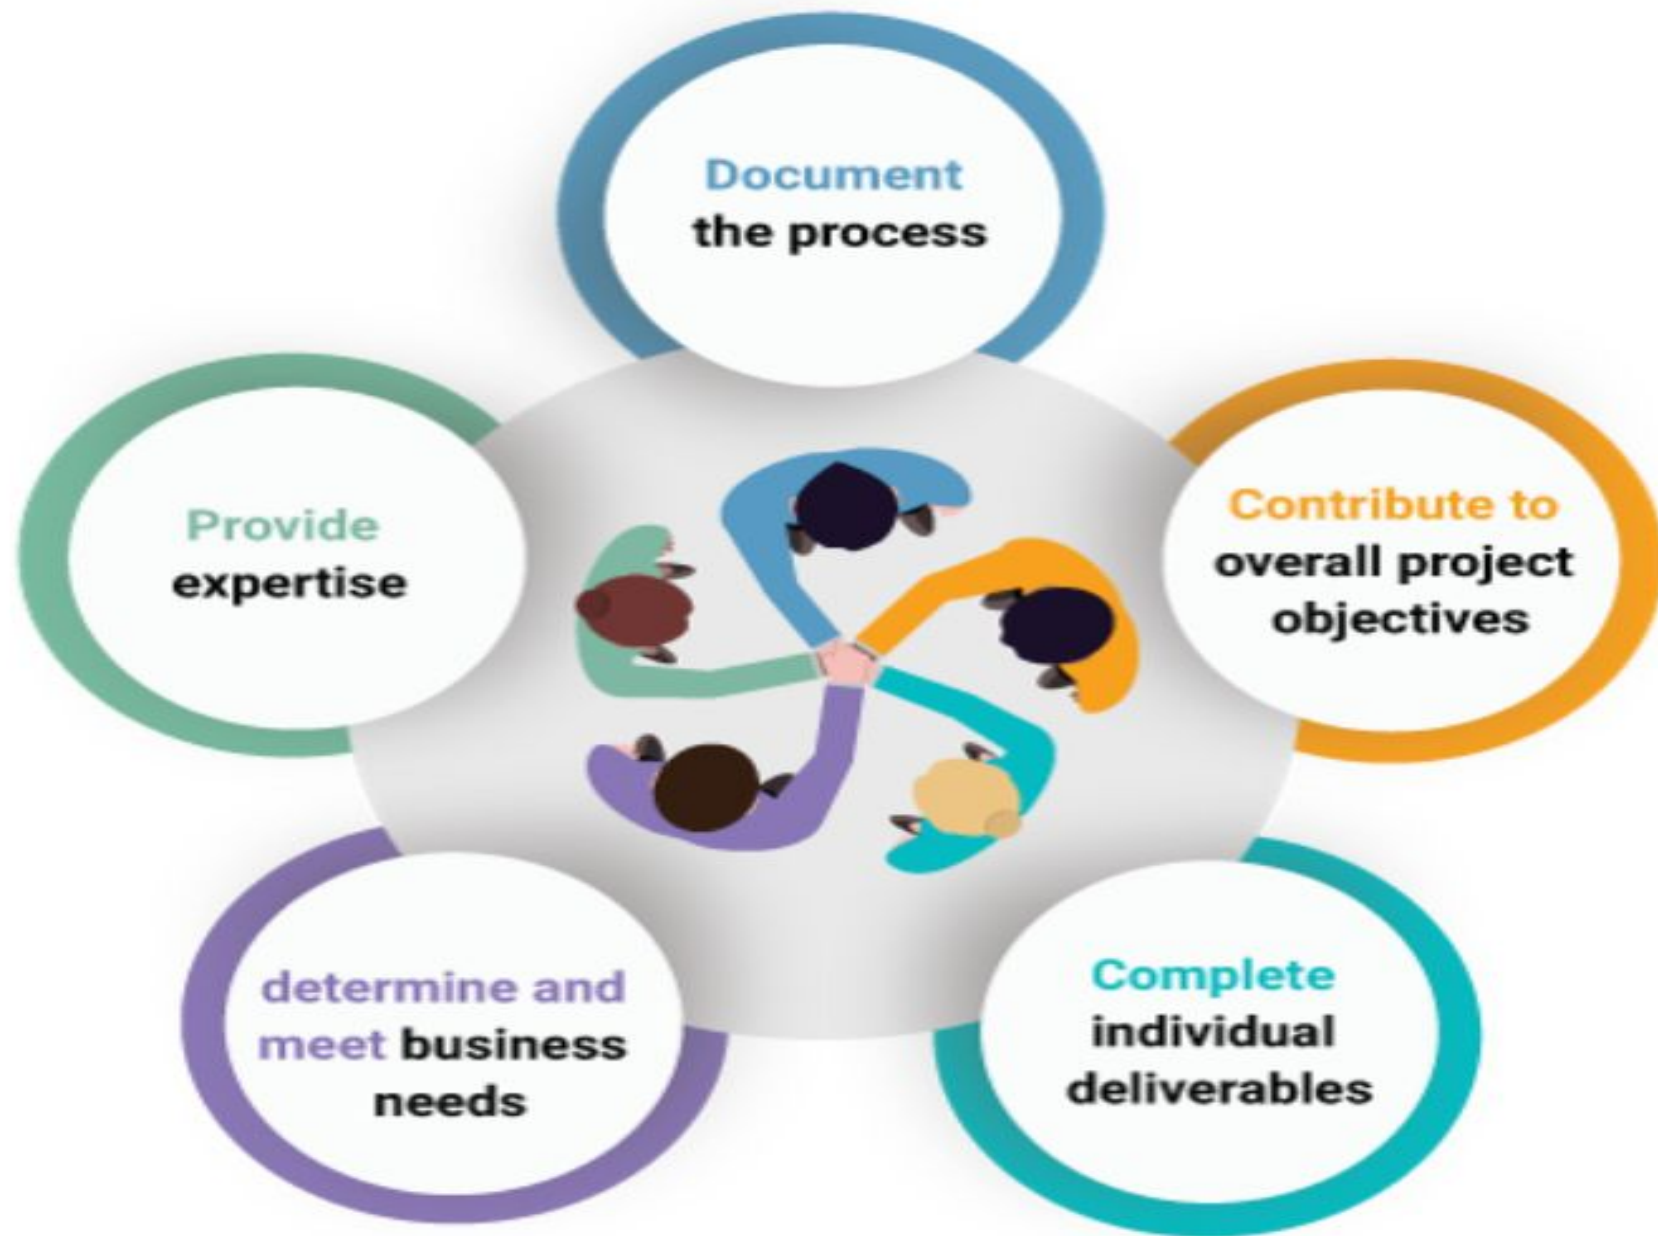 Document
the process
Contribute to
overall project
objectives
Complete
individual
deliverables
determine and
meet business
needs
Provide
expertise